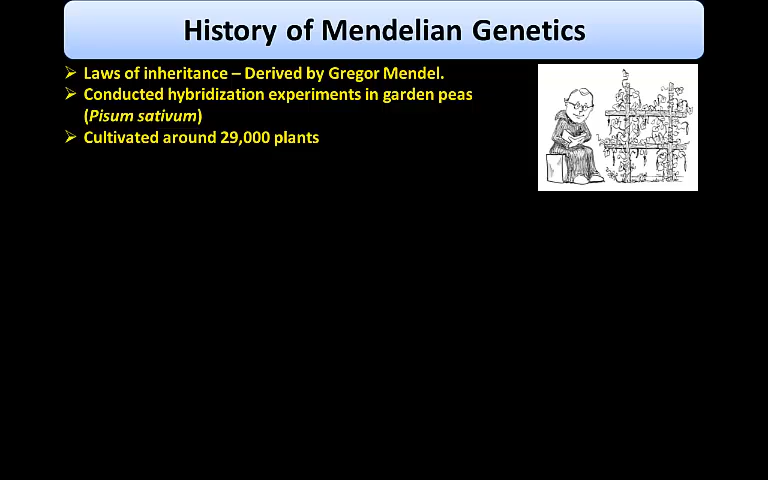 History of Mendelian Genetics
➢ Laws of inheritance – Derived by Gregor Mendel.
➢ Conducted hybridization experiments in garden peas
(Pisum sativum)
➢ Cultivated around 29,000 plants